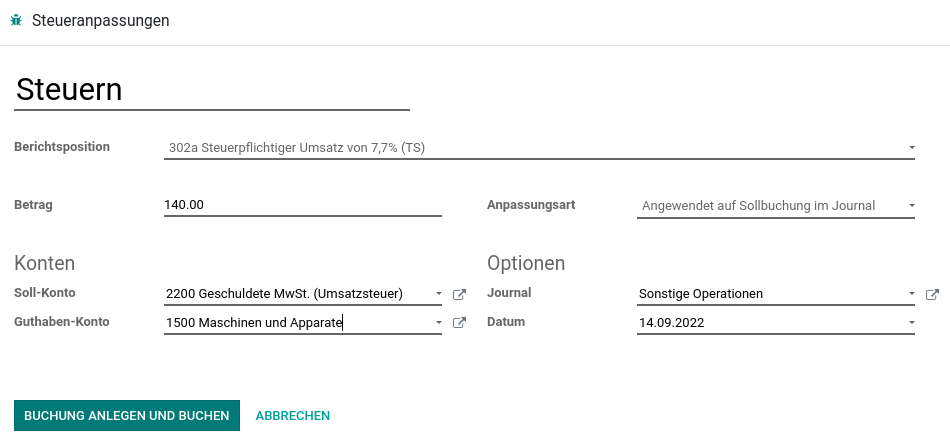 Steueranpassungen
Steuern
Berichtsposition 302a Steuerpflichtiger Umsatz von 7,7% (TS)
Betrag 140.00 Anpassungsart Angewendet auf Sollbuchung im Journal
Konten Optionen
Soll-Konto 2200 Geschuldete MwSt. (Umsatzsteuer) Journal Sonstige Operationen
Guthaben-Konto 1500 Maschinen und Apparate Datum 14.09.2022
BUCHUNG ANLEGEN UND BUCHEN ABBRECHEN